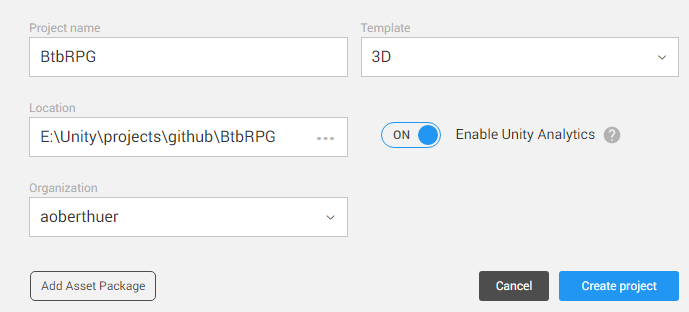 Project name
Template
BtbRPG
3D
Location
E:\Unity\projects\github\BtbRPG ...
ON
Enable Unity Analytics ?
Organization
aoberthuer
Add Asset Package
Cancel
Create project